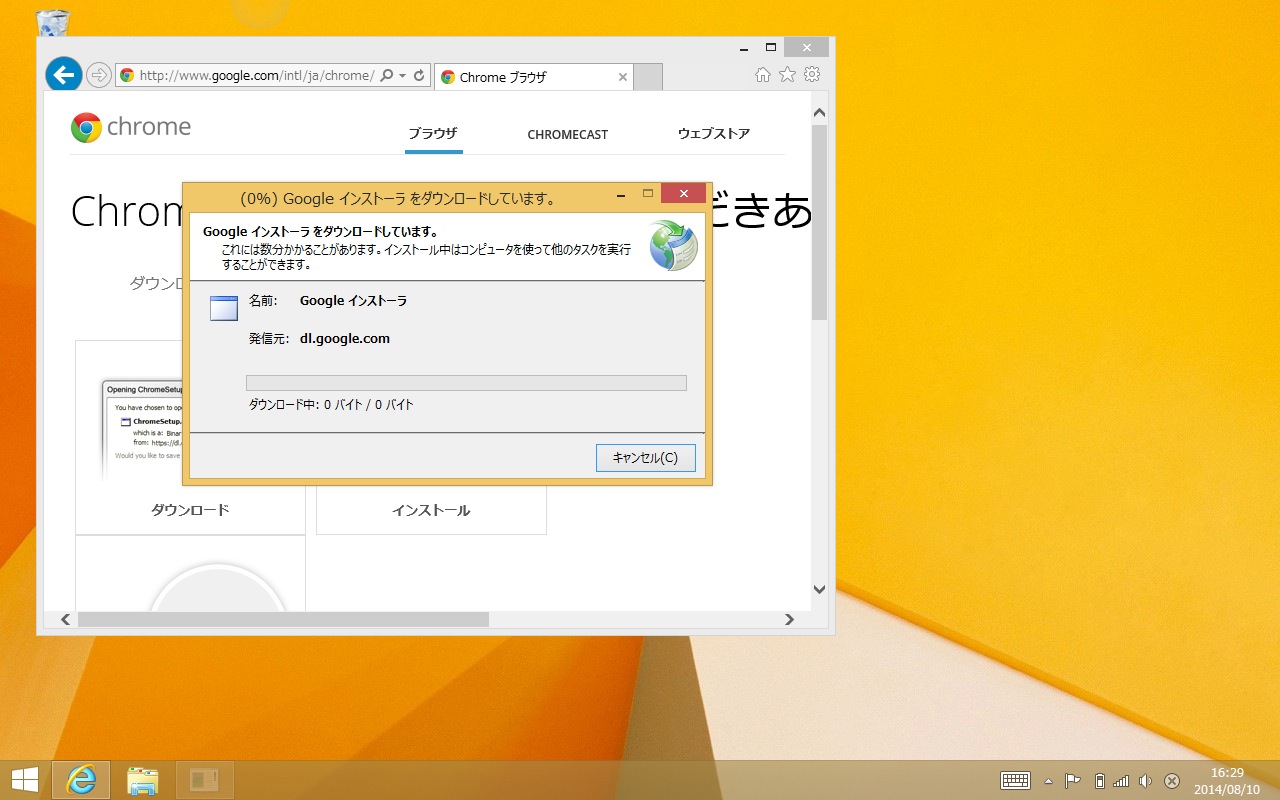 http://www.google.com/intl/ja/chrome/
Chrome ブラウザ
chrome
ブラウザ
CHROMECAST
ウェブストア
Chrom
だきあ
ダウンロ
(0%) Google インストーラ をダウンロードしています。
Google インストーラ をダウンロードしています。
これには数分かかることがあります。インストール中はコンピュータを使って他のタスクを実行
することができます。
名前: Google インストーラ
発信元: dl.google.com
ダウンロード中: 0 バイト / 0 バイト
キャンセル(C)
Opening ChromeSetup
You have chosen to op
ChromeSetup.
which is a: Binar
from: https://dl.
Would you like to save
ダウンロード
インストール
16:29
2014/08/10